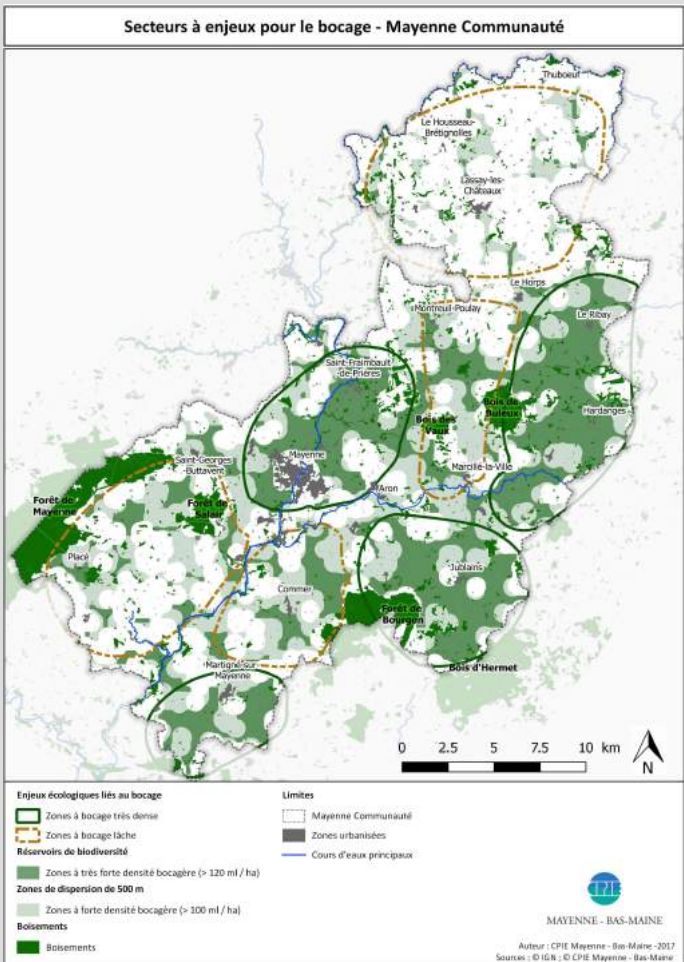 Secteurs à enjeux pour le bocage - Mayenne Communauté
Thuboeuf
Le Housseau-
Brétignolles
Lassay-les-
Châteaux
Le Horps
Montreuil-Poulay
Le Ribay
Saint-Fraimbault
-de-Prières
Bois de
Buleux
Hardanges
Bois des
Vaux
Mayenne
Saint-Georges
-Buttavent
Marcillé-la-Ville
Aron
Forêt de
Mayenne
Forêt de
Salair
Placé
Jublains
Commer
Forêt de
Bourgon
Martigné-sur-
Mayenne
Bois d'Hermet
0 2.5 5 7.5 10 km
N
Enjeux écologiques liés au bocage
Zones à bocage très dense
Zones à bocage lâche
Réservoirs de biodiversité
Zones à très forte densité bocagère (> 120 ml / ha)
Zones de dispersion de 500 m
Zones à forte densité bocagère (> 100 ml / ha)
Boisements
Boisements
Limites
Mayenne Communauté
Zones urbanisées
Cours d'eaux principaux
CPIE
MAYENNE - BAS-MAINE
Auteur : CPIE Mayenne - Bas-Maine -2017
Sources : © IGN ; © CPIE Mayenne - Bas-Maine